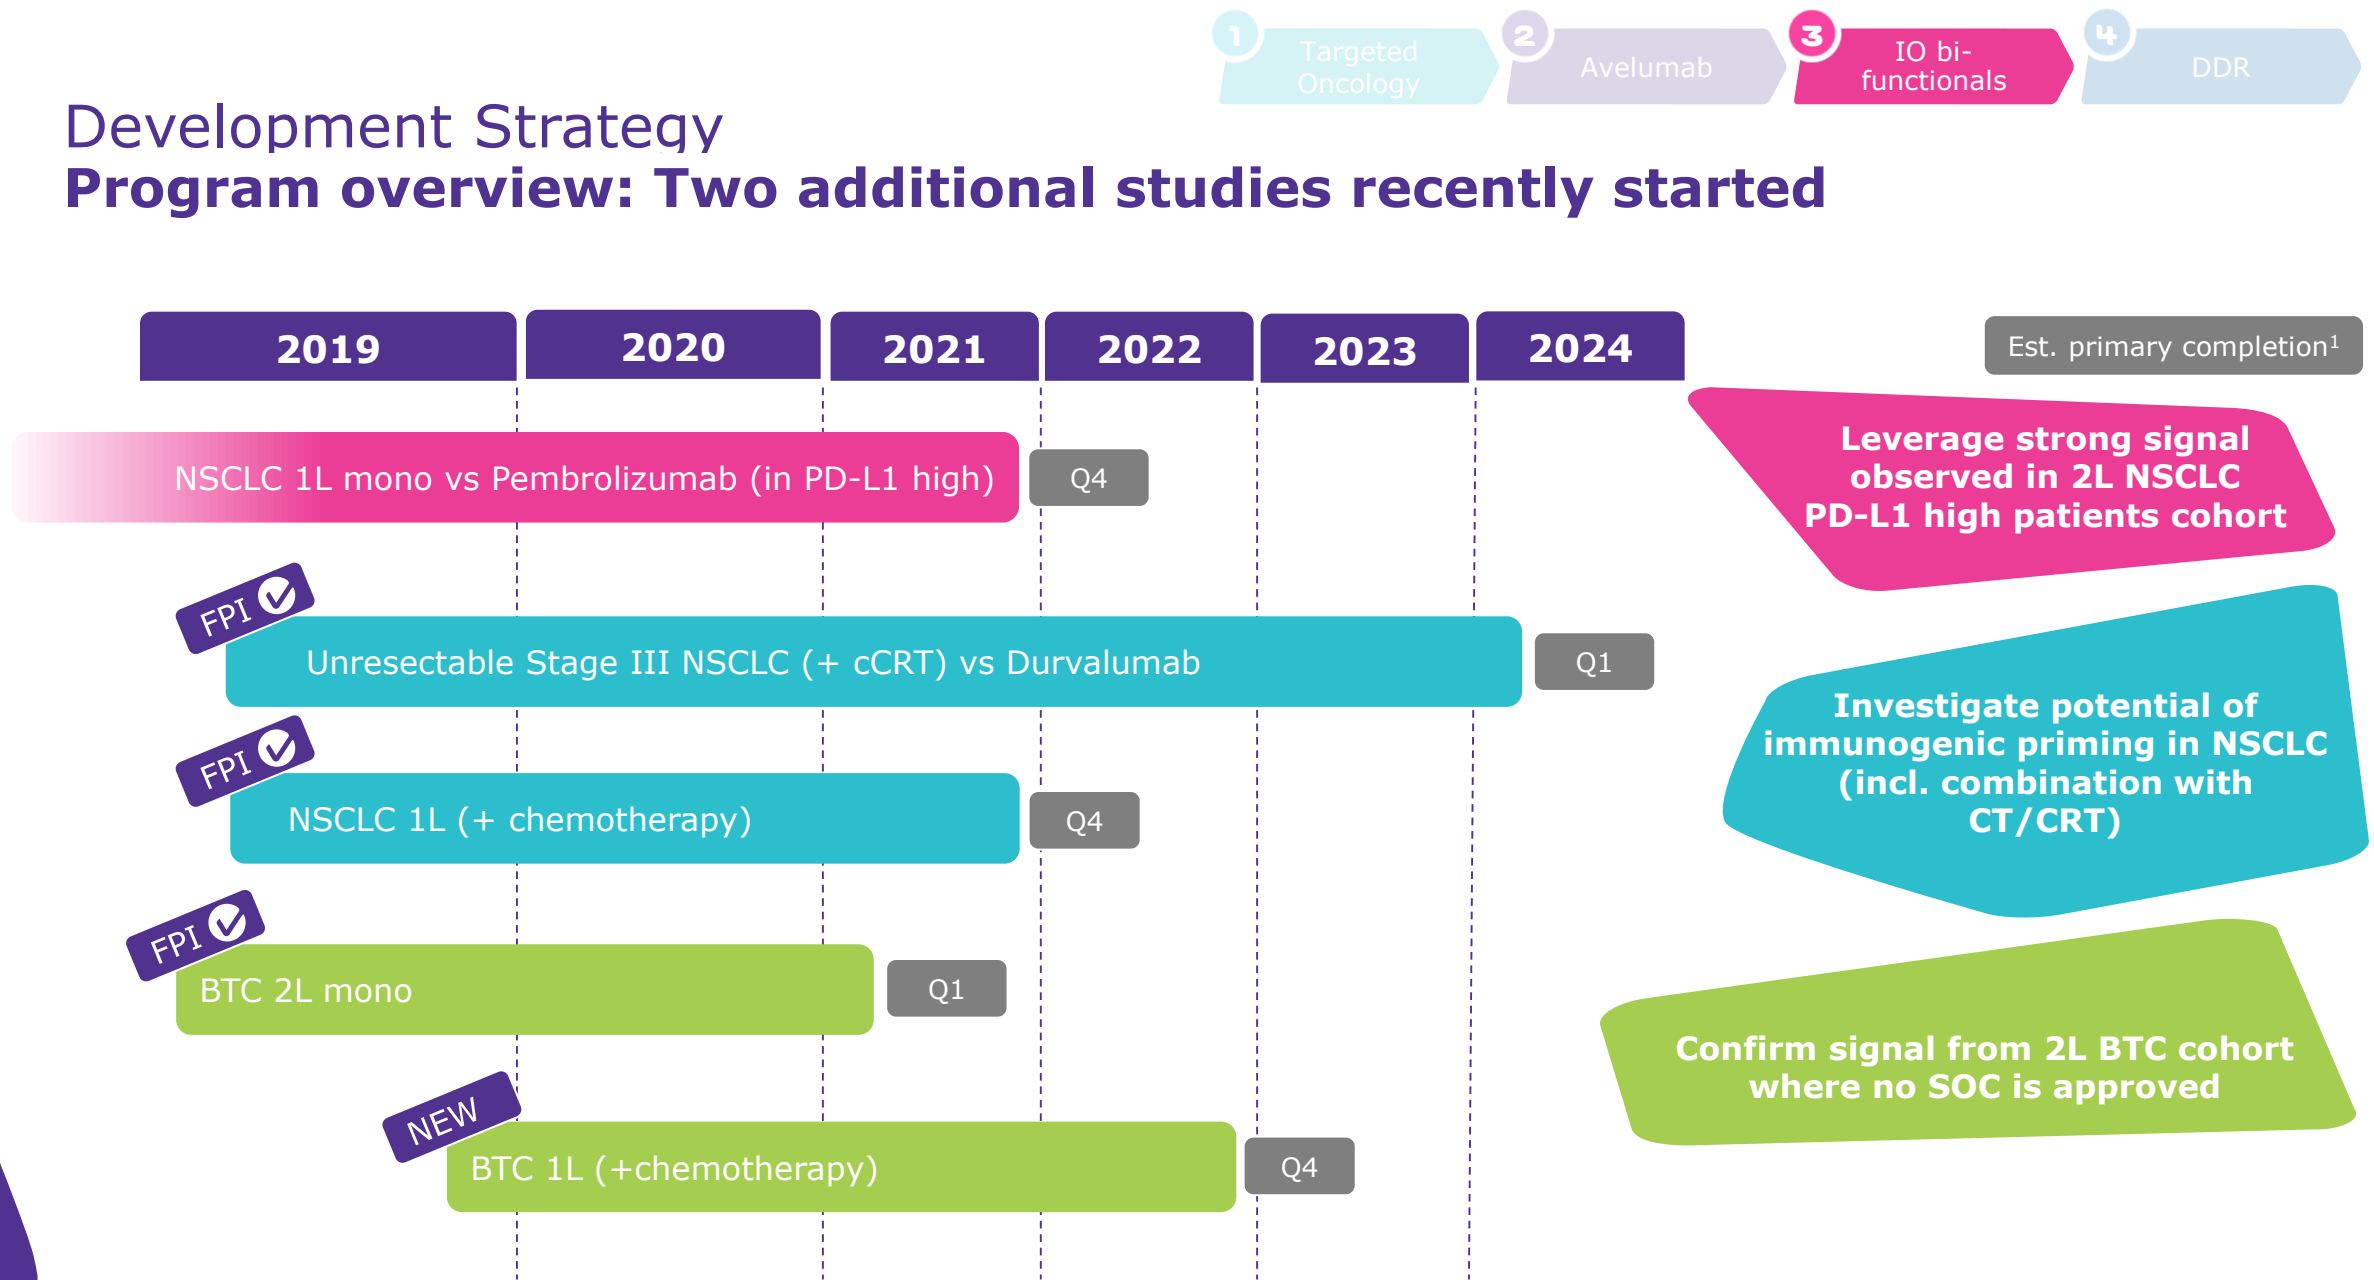 1
Targeted
Oncology
2
Avelumab
3
IO bi-
functionals
4
DDR
Development Strategy
Program overview: Two additional studies recently started
2019
2020
2021
2022
2023
2024
Est. primary completion¹
NSCLC 1L mono vs Pembrolizumab (in PD-L1 high)
Q4
Leverage strong signal
observed in 2L NSCLC
PD-L1 high patients cohort
FPI
Unresectable Stage III NSCLC (+ cCRT) vs Durvalumab
Q1
FPI
NSCLC 1L (+ chemotherapy)
Q4
Investigate potential of
immunogenic priming in NSCLC
(incl. combination with
CT/CRT)
FPI
BTC 2L mono
Q1
NEW
BTC 1L (+chemotherapy)
Q4
Confirm signal from 2L BTC cohort
where no SOC is approved